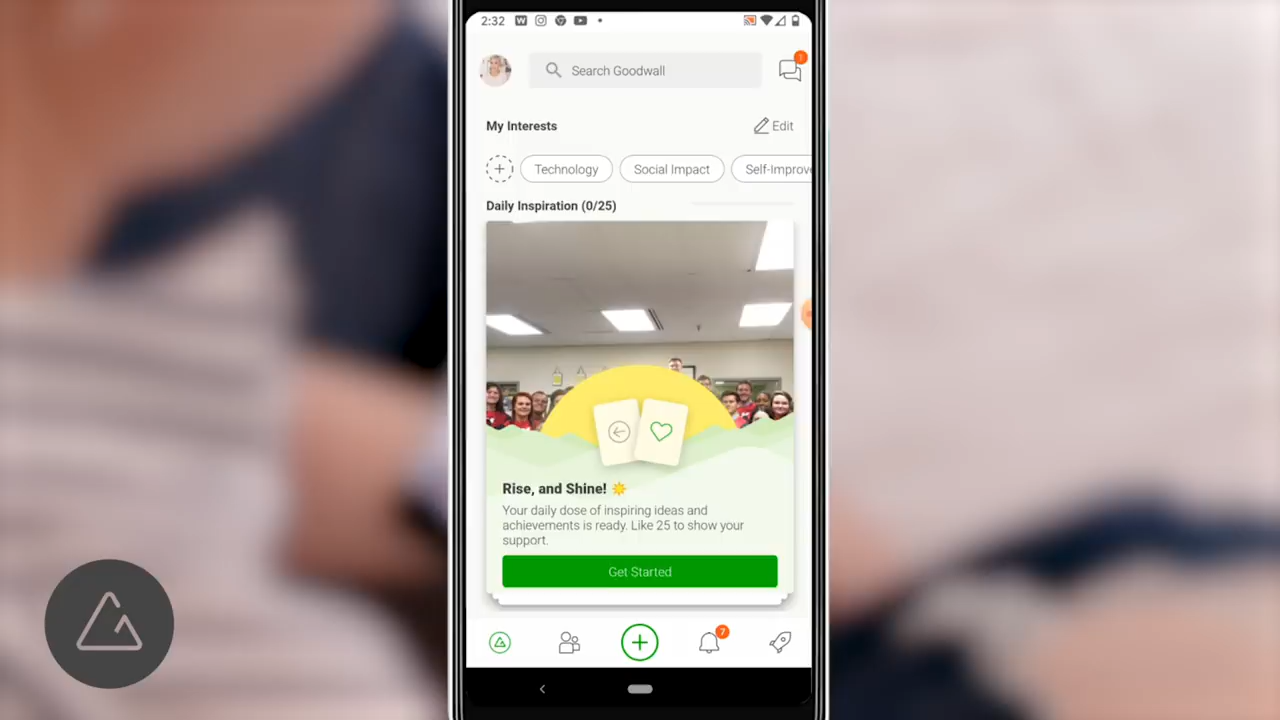 2:32
Search Goodwall
1
My Interests
Edit
Technology
Social Impact
Self-Improve
Daily Inspiration (0/25)
Rise, and Shine!
Your daily dose of inspiring ideas and
achievements is ready. Like 25 to show your
support.
Get Started
7